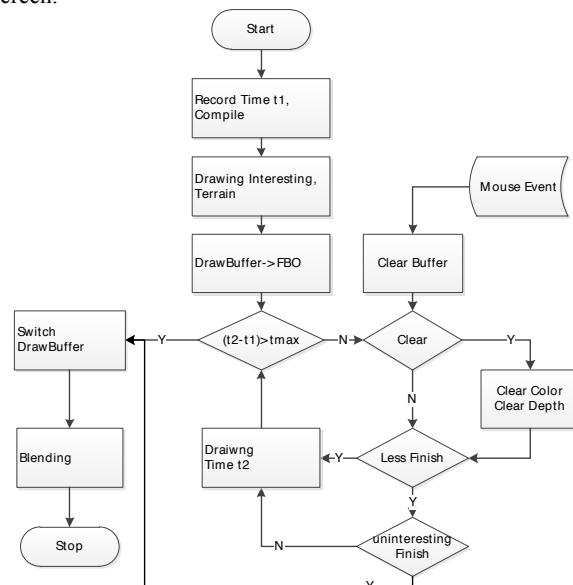 Start
Record Time t1,
Compile
Drawing Interesting,
Terrain
Mouse Event
DrawBuffer->FBO
Clear Buffer
Switch
DrawBuffer
Y
(t2-t1)>tmax
N
Clear
Y
Clear Color
Clear Depth
N
Blending
Draiwng
Time t2
Y
Less Finish
Y
Stop
N
uninteresting
Finish
Y